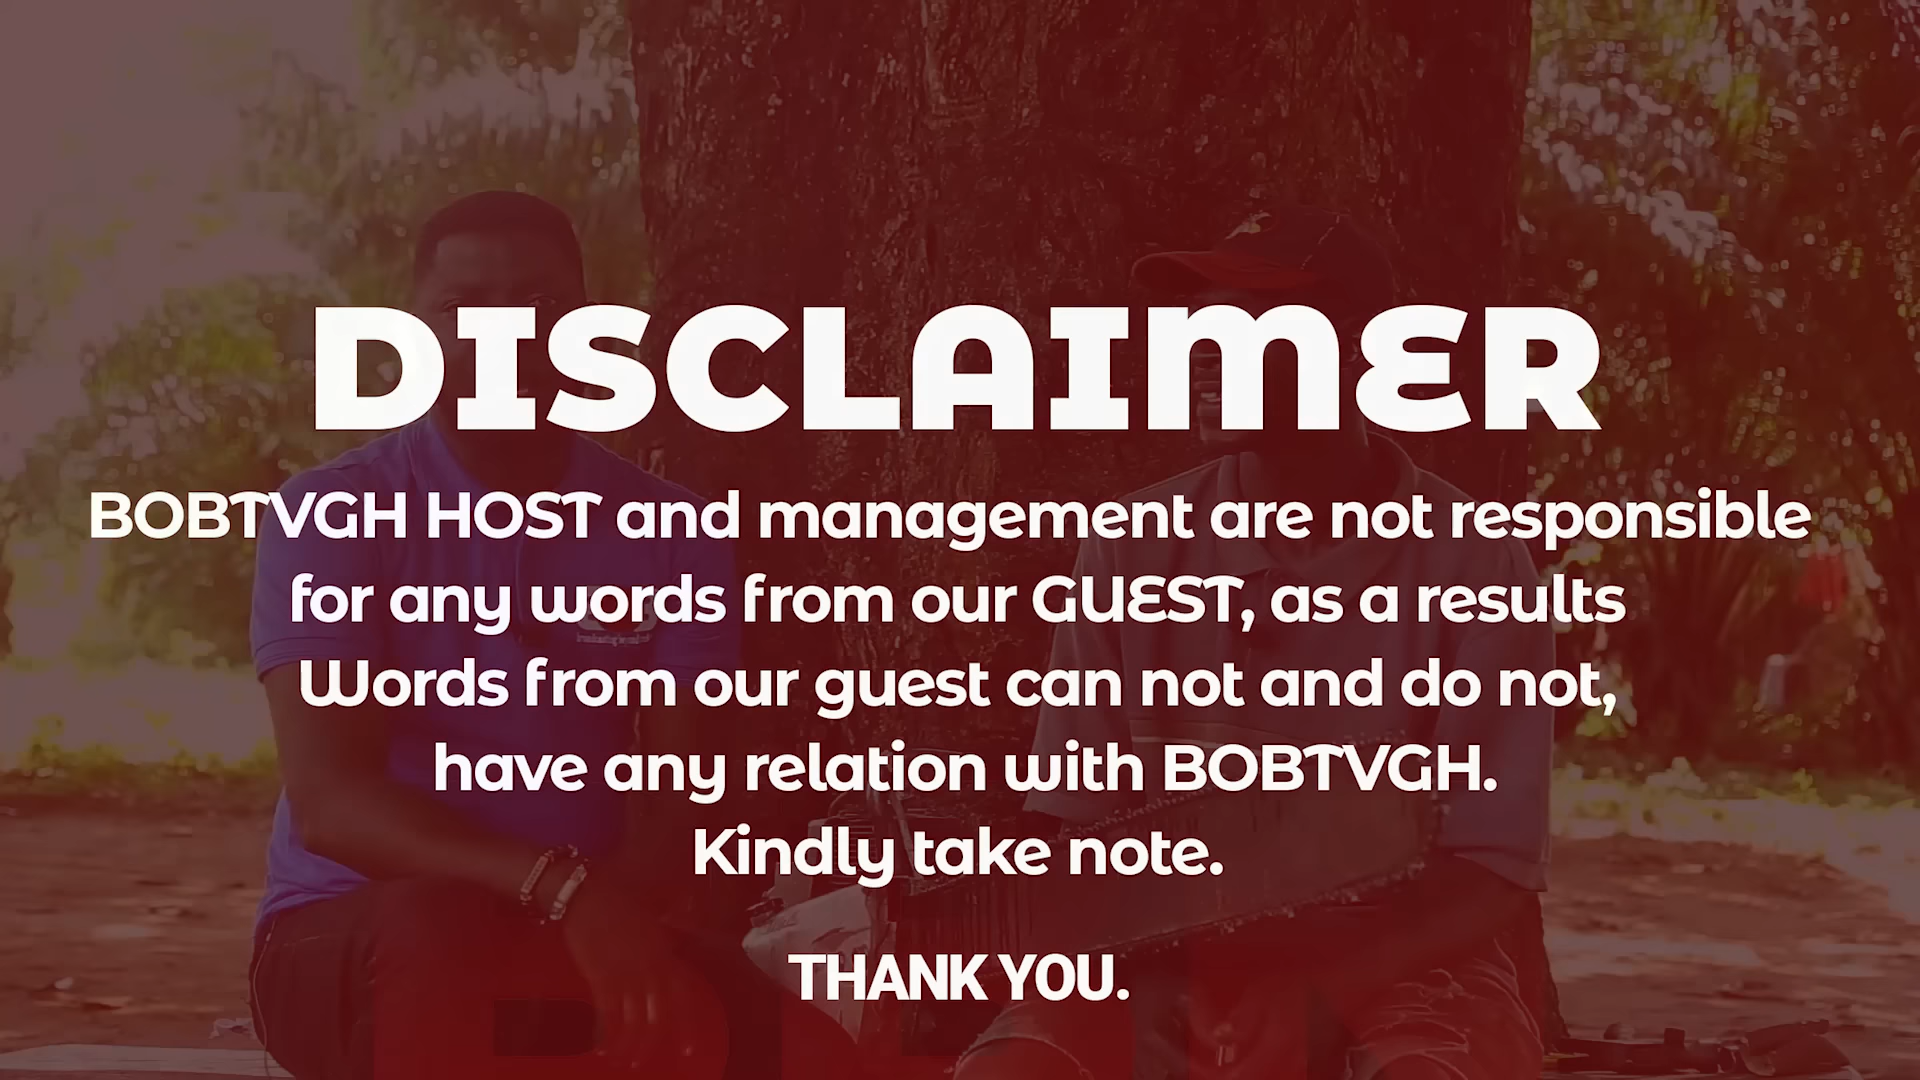 DISCLAIMER
BOBTVGH HOST and management are not responsible
for any words from our GUEST, as a results
Words from our guest can not and do not,
have any relation with BOBTVGH.
Kindly take note.
THANK YOU.